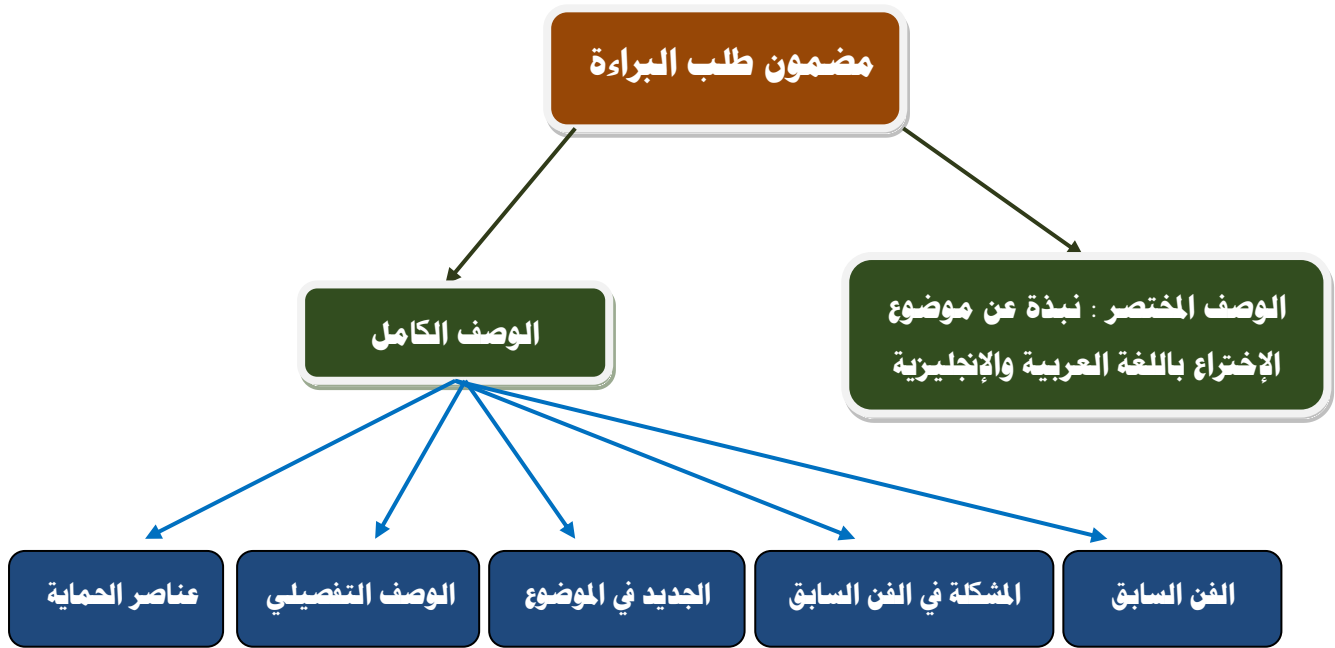 مضمون طلب البراءة
الوصف المختصر : نبذة عن موضوع
الإختراع باللغة العربية والإنجليزية
الوصف الكامل
الفن السابق
المشكلة في الفن السابق
الجديد في الموضوع
الوصف التفصيلي
عناصر الحماية